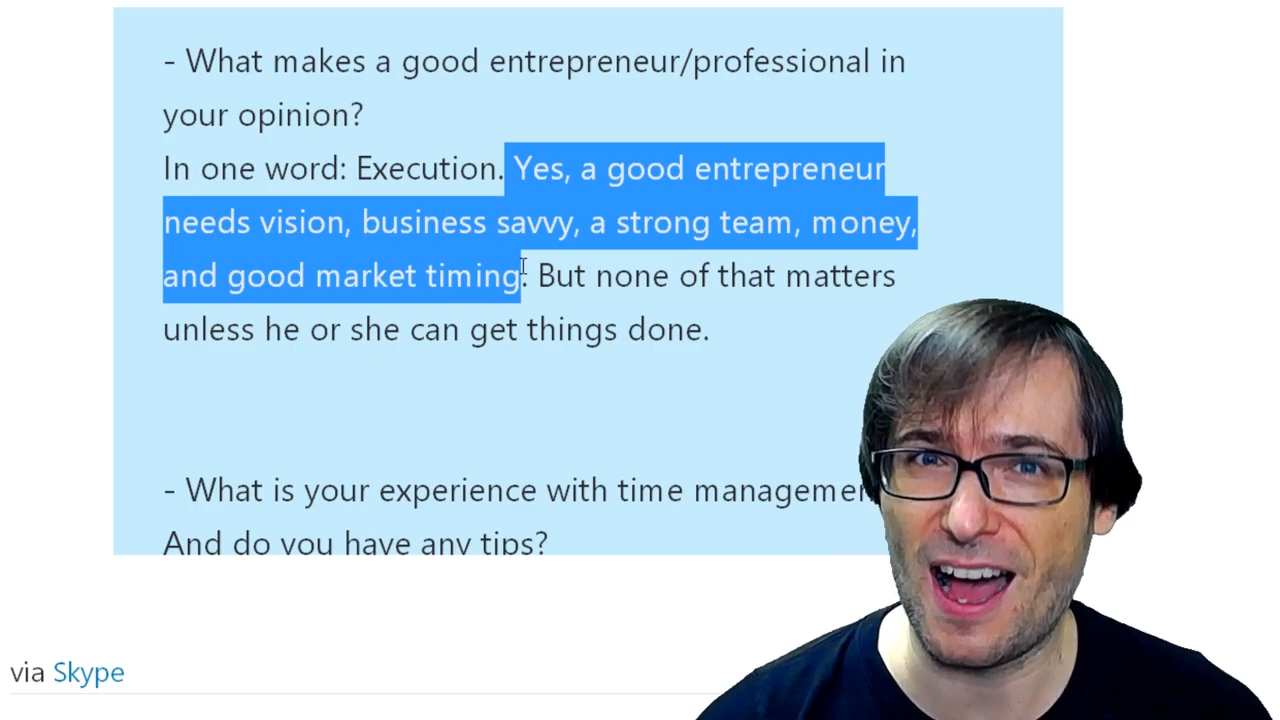 - What makes a good entrepreneur/professional in
your opinion?
In one word: Execution. Yes, a good entrepreneur
needs vision, business savvy, a strong team, money,
and good market timing. But none of that matters
unless he or she can get things done.
- What is your experience with time
And do you have any tips?
via Skype